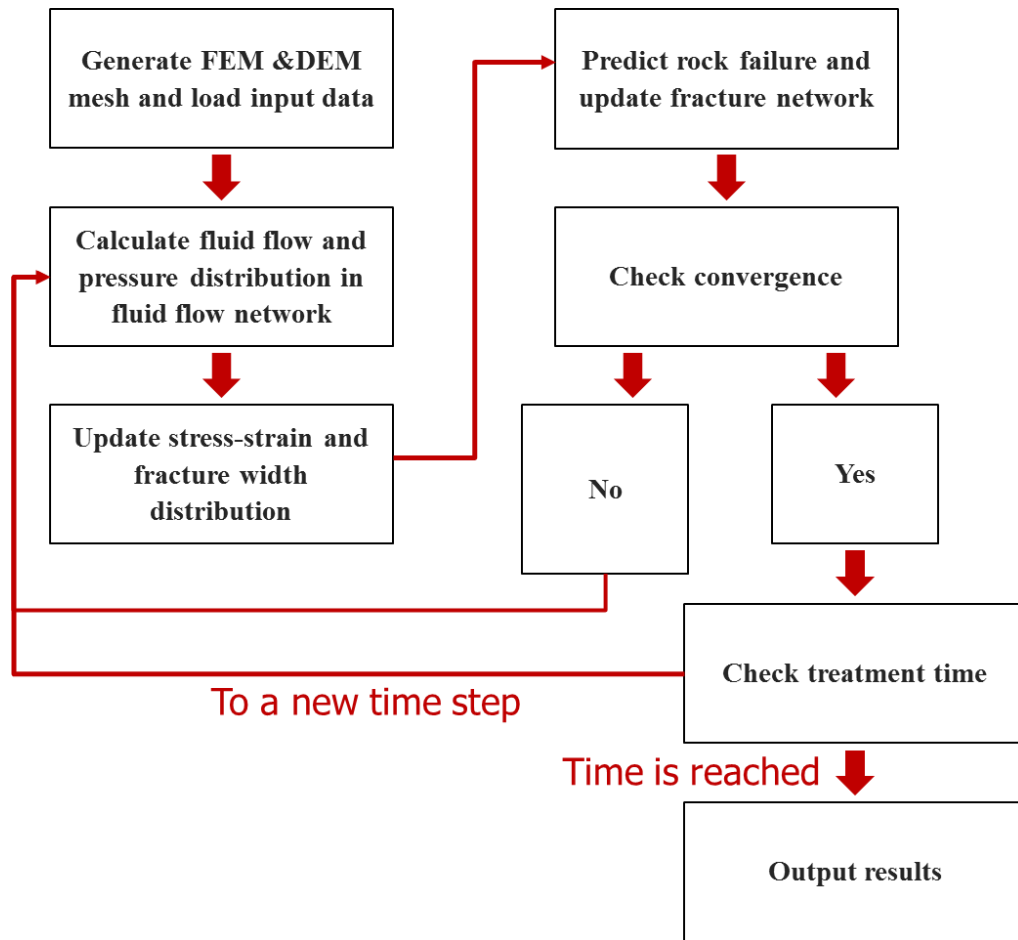 Generate FEM &DEM
mesh and load input data
Calculate fluid flow and
pressure distribution in
fluid flow network
Update stress-strain and
fracture width
distribution
Predict rock failure and
update fracture network
Check convergence
No
Yes
Check treatment time
To a new time step
Time is reached
Output results